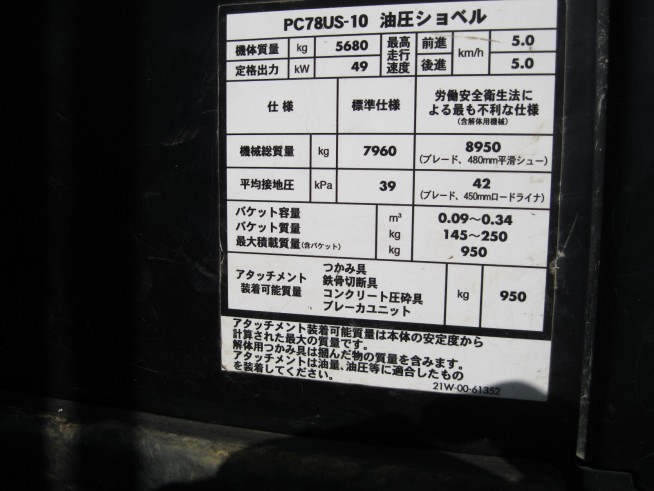 PC78US-10 油圧ショベル
機体質量 kg 5680 最高走行速度 前進 km/h 5.0
定格出力 kW 49 後進 5.0
仕様 標準仕様 労働安全衛生法に
よる最も不利な仕様
(含解体用機械)
機械総質量 kg 7960 8950
(ブレード、480mm平滑シュー)
平均接地圧 kPa 39 42
(ブレード、450mmロードライナ)
バケット容量 m³ 0.09〜0.34
バケット質量 kg 145〜250
最大積載質量(含バケット) kg 950
アタッチメント
装着可能質量
つかみ具
鉄骨切断具
コンクリート圧砕具
ブレーカユニット
kg 950
アタッチメント装着可能質量は本体の安定度から
計算された最大の質量です。
解体用つかみ具は掴んだ物の質量を含みます。
アタッチメントは油量、油圧等に適合したもの
を装着してください。
21W-00-61352